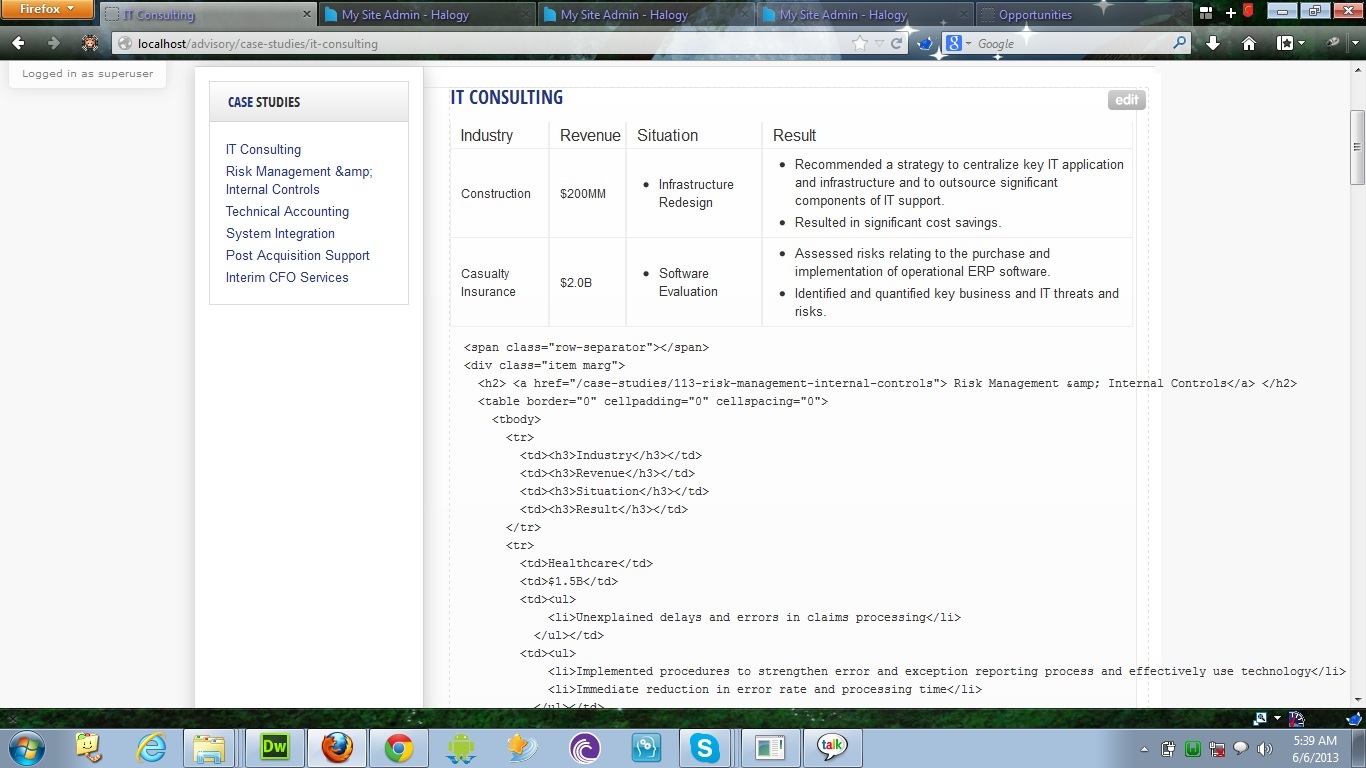 Firefox
IT Consulting
My Site Admin - Halogy
My Site Admin - Halogy
My Site Admin - Halogy
Opportunities
localhost/advisory/case-studies/it-consulting
Google
Logged in as superuser
CASE STUDIES
IT Consulting
Risk Management &amp;
Internal Controls
Technical Accounting
System Integration
Post Acquisition Support
Interim CFO Services
IT CONSULTING
edit
Industry Revenue Situation Result
Construction $200MM
Infrastructure
Redesign
Recommended a strategy to centralize key IT application
and infrastructure and to outsource significant
components of IT support.
Resulted in significant cost savings.
Casualty
Insurance
$2.0B
Software
Evaluation
Assessed risks relating to the purchase and
implementation of operational ERP software.
Identified and quantified key business and IT threats and
risks.
<span class="row-separator"></span>
<div class="item marg">
<h2> <a href="/case-studies/113-risk-management-internal-controls"> Risk Management &amp; Internal Controls</a> </h2>
<table border="0" cellpadding="0" cellspacing="0">
<tbody>
<tr>
<td><h3>Industry</h3></td>
<td><h3>Revenue</h3></td>
<td><h3>Situation</h3></td>
<td><h3>Result</h3></td>
</tr>
<tr>
<td>Healthcare</td>
<td>$1.5B</td>
<td><ul>
<li>Unexplained delays and errors in claims processing</li>
</ul></td>
<td><ul>
<li>Implemented procedures to strengthen error and exception reporting process and effectively use technology</li>
<li>Immediate reduction in error rate and processing time</li>
</ul></td>
Dw
talk
5:39 AM
6/6/2013